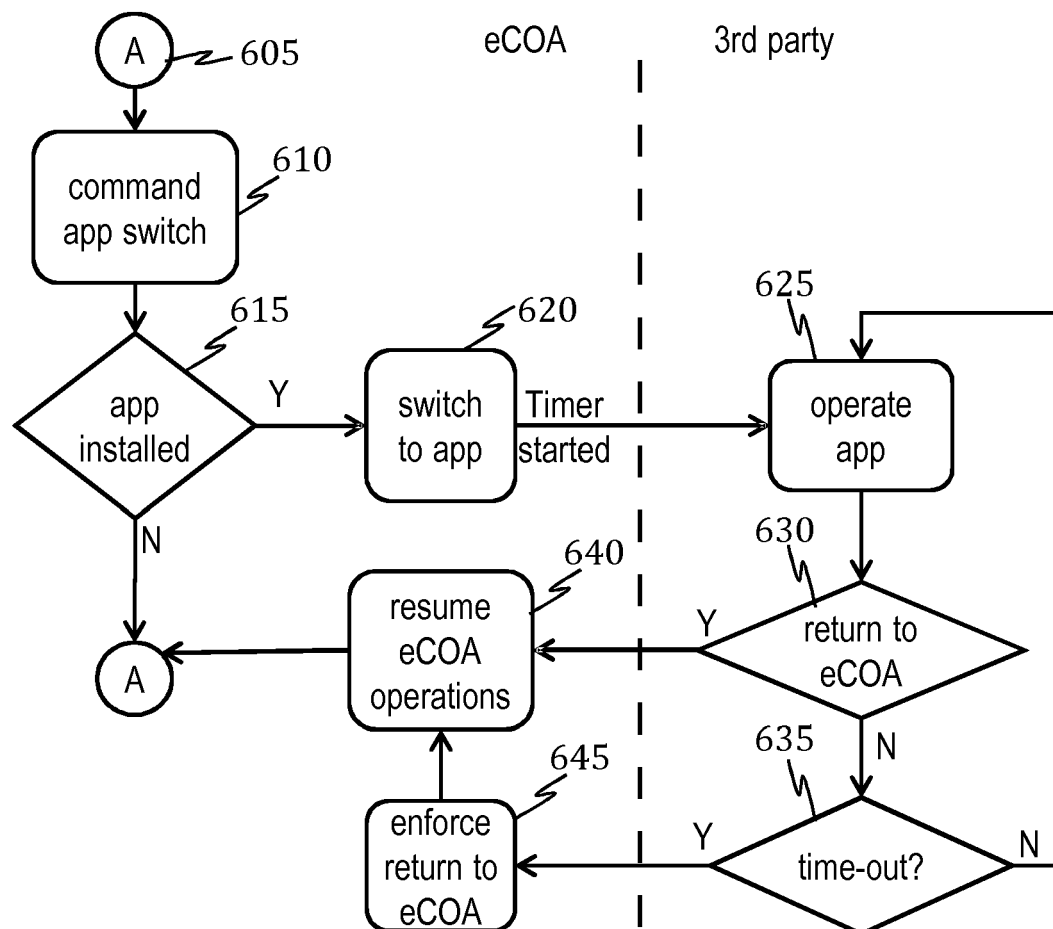 eCOA
3rd party
A
605
610
command
app switch
615
620
625
app
installed
Y
switch
to app
Timer
started
operate
app
N
630
640
resume
eCOA
operations
Y
return to
eCOA
A
N
635
645
enforce
return to
eCOA
Y
time-out?
N